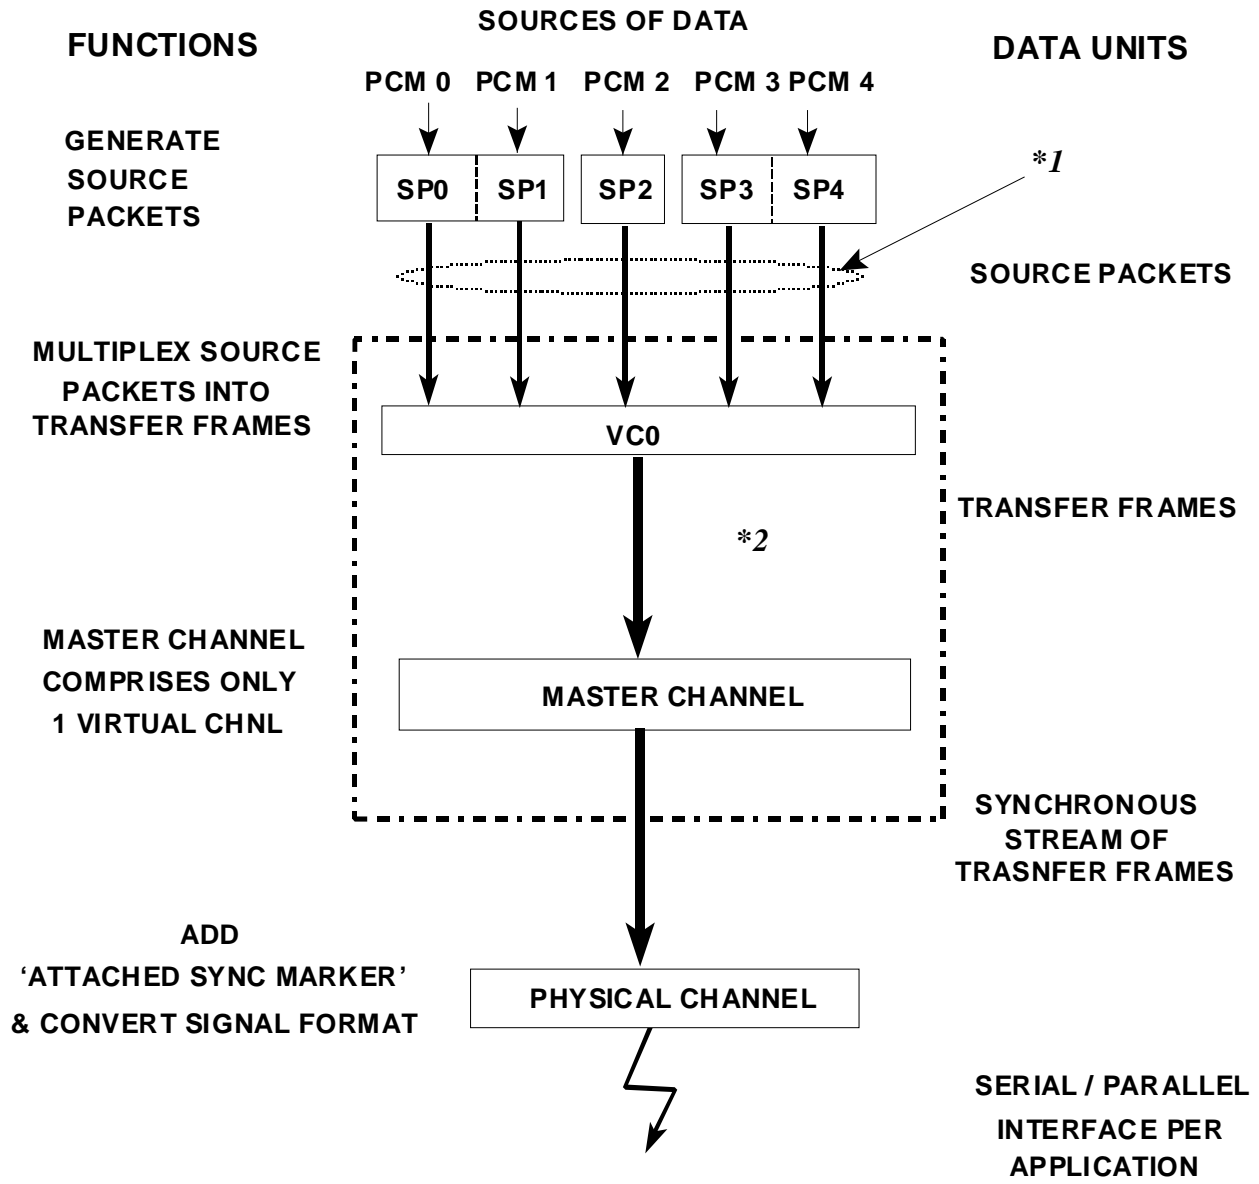 SOURCES OF DATA
FUNCTIONS
DATA UNITS
PCM 0 PCM 1 PCM 2 PCM 3 PCM 4
GENERATE
SOURCE
PACKETS
*1
SP0 SP1 SP2 SP3 SP4
SOURCE PACKETS
MULTIPLEX SOURCE
PACKETS INTO
TRANSFER FRAMES
VC0
TRANSFER FRAMES
*2
MASTER CHANNEL
COMPRISES ONLY
1 VIRTUAL CHNL
MASTER CHANNEL
SYNCHRONOUS
STREAM OF
TRASNFER FRAMES
ADD
‘ATTACHED SYNC MARKER’
& CONVERT SIGNAL FORMAT
PHYSICAL CHANNEL
SERIAL / PARALLEL
INTERFACE PER
APPLICATION